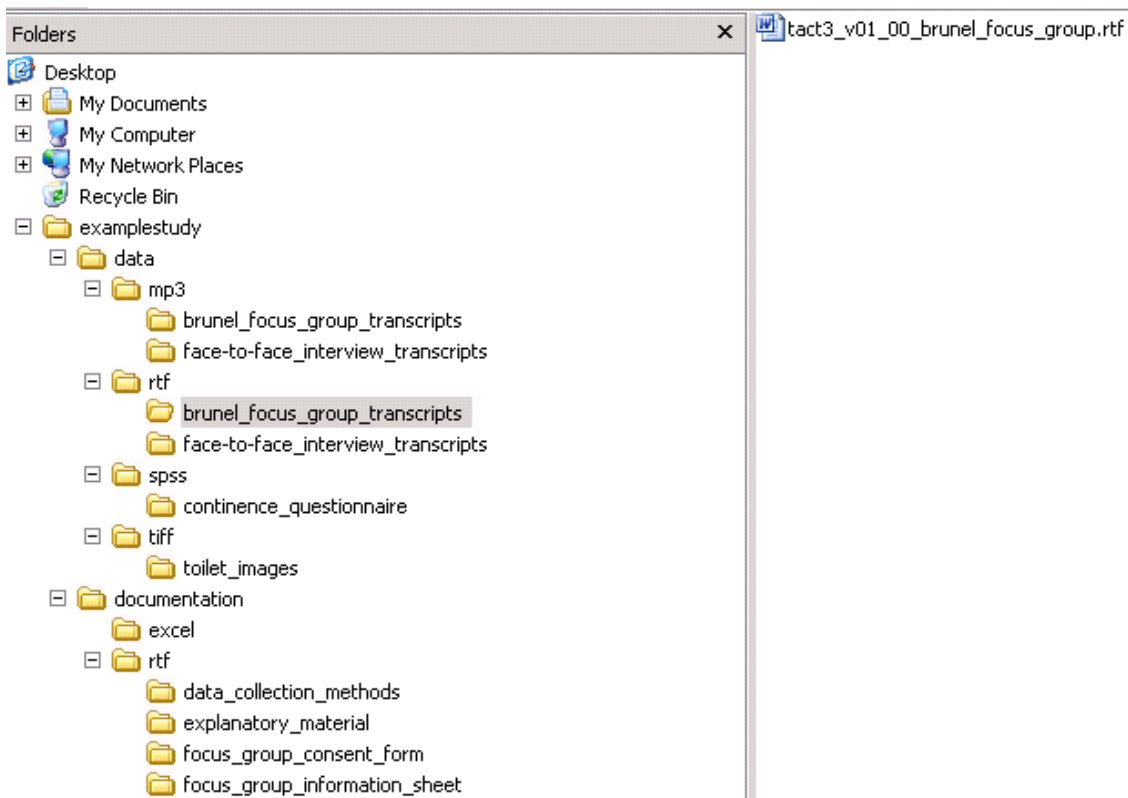 Folders
Desktop
My Documents
My Computer
My Network Places
Recycle Bin
examplestudy
data
mp3
brunel_focus_group_transcripts
face-to-face_interview_transcripts
rtf
brunel_focus_group_transcripts
face-to-face_interview_transcripts
spss
continence_questionnaire
tiff
toilet_images
documentation
excel
rtf
data_collection_methods
explanatory_material
focus_group_consent_form
focus_group_information_sheet
tact3_v01_00_brunel_focus_group.rtf